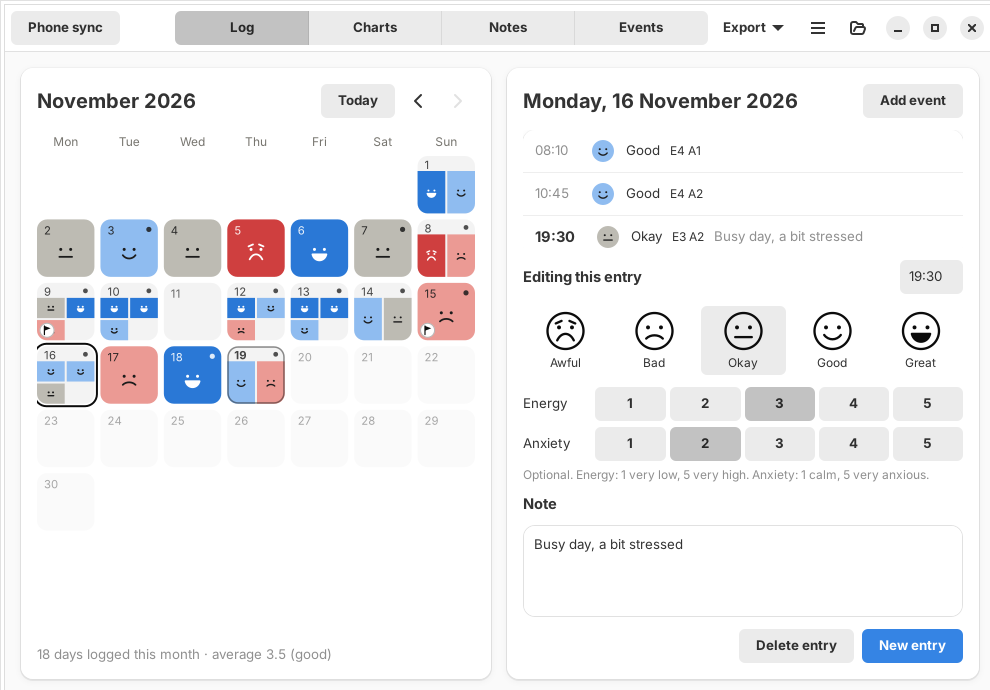 Phone sync Log Charts Notes Events Export
November 2026 Today
Mon Tue Wed Thu Fri Sat Sun
1
2 3 4 5 6 7 8
9 10 11 12 13 14 15
16 17 18 19 20 21 22
23 24 25 26 27 28 29
30
18 days logged this month · average 3.5 (good)
Monday, 16 November 2026 Add event
08:10 Good E4 A1
10:45 Good E4 A2
19:30 Okay E3 A2 Busy day, a bit stressed
Editing this entry 19:30
Awful Bad Okay Good Great
Energy 1 2 3 4 5
Anxiety 1 2 3 4 5
Optional. Energy: 1 very low, 5 very high. Anxiety: 1 calm, 5 very anxious.
Note
Busy day, a bit stressed
Delete entry New entry